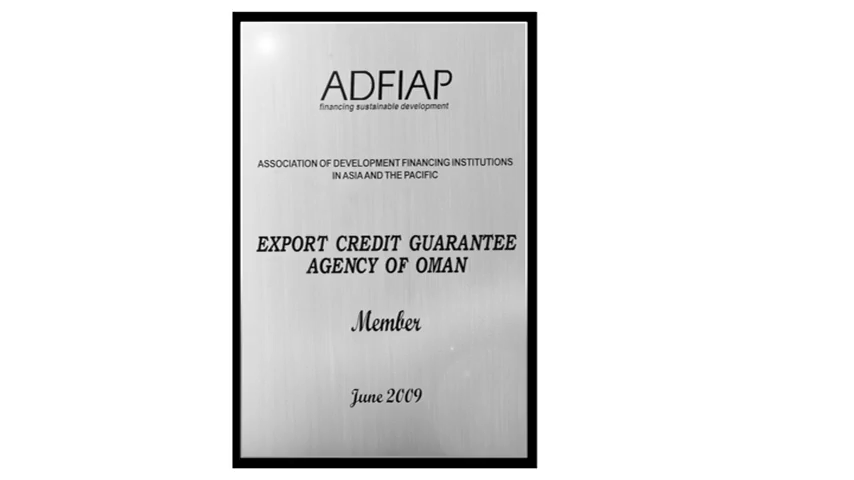 ADFIAP
financing sustainable development
ASSOCIATION OF DEVELOPMENT FINANCING INSTITUTIONS
IN ASIA AND THE PACIFIC
EXPORT CREDIT GUARANTEE
AGENCY OF OMAN
Member
June 2009